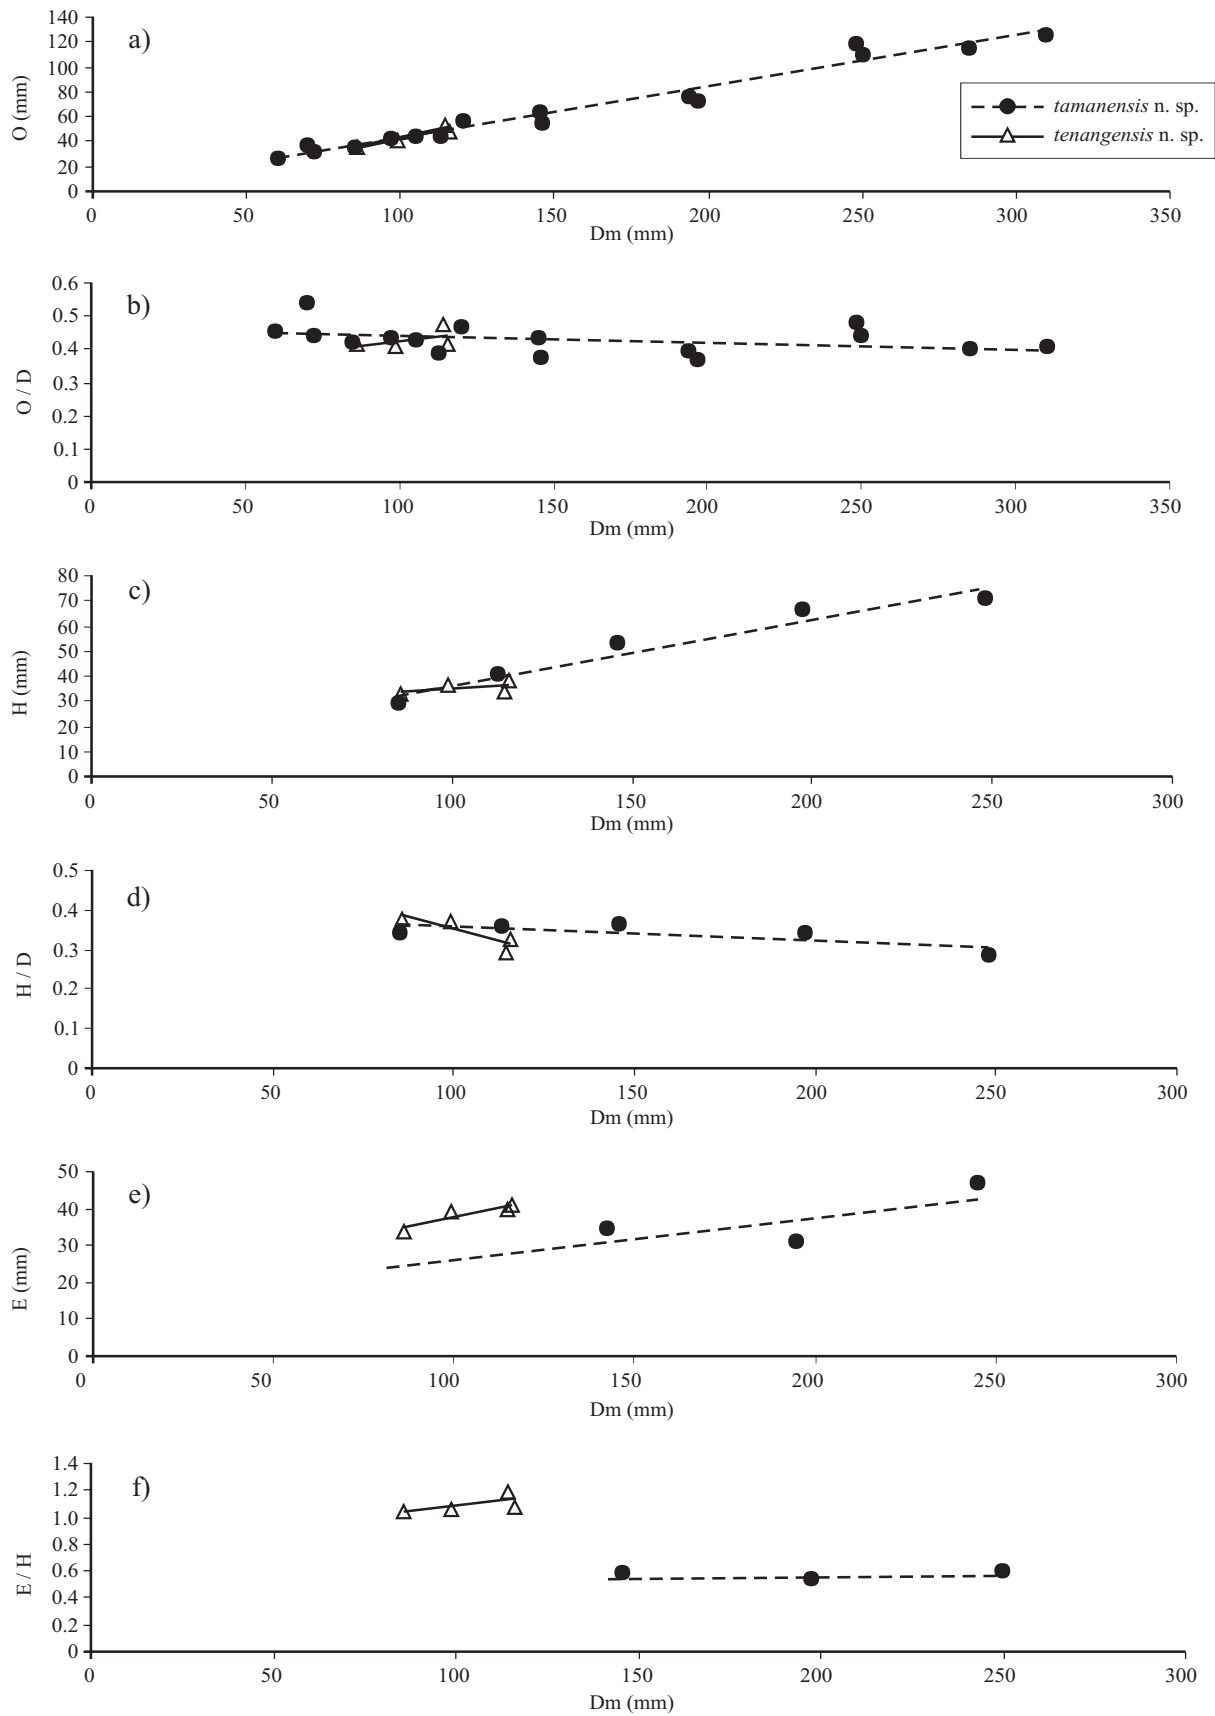 a)
O (mm)
140
120
100
80
60
40
20
0
0 50 100 150 200 250 300 350
Dm (mm)
tamanensis n. sp.
tenangensis n. sp.
b)
O / D
0.6
0.5
0.4
0.3
0.2
0.1
0
0 50 100 150 200 250 300 350
Dm (mm)
c)
H (mm)
80
70
60
50
40
30
20
10
0
0 50 100 150 200 250 300
Dm (mm)
d)
H / D
0.5
0.4
0.3
0.2
0.1
0
0 50 100 150 200 250 300
Dm (mm)
e)
E (mm)
50
40
30
20
10
0
0 50 100 150 200 250 300
Dm (mm)
f)
E / H
1.4
1.2
1.0
0.8
0.6
0.4
0.2
0
0 50 100 150 200 250 300
Dm (mm)